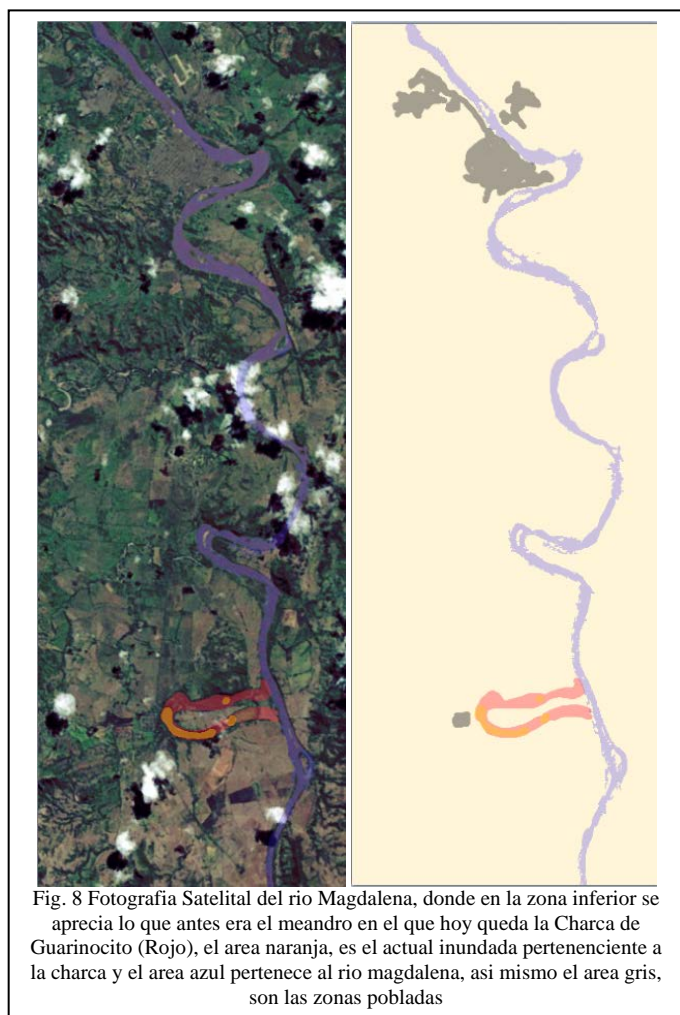 Fig. 8 Fotografia Satelital del rio Magdalena, donde en la zona inferior se
aprecia lo que antes era el meandro en el que hoy queda la Charca de
Guarinocito (Rojo), el area naranja, es el actual inundada pertenenciente a
la charca y el area azul pertenece al rio magdalena, asi mismo el area gris,
son las zonas pobladas